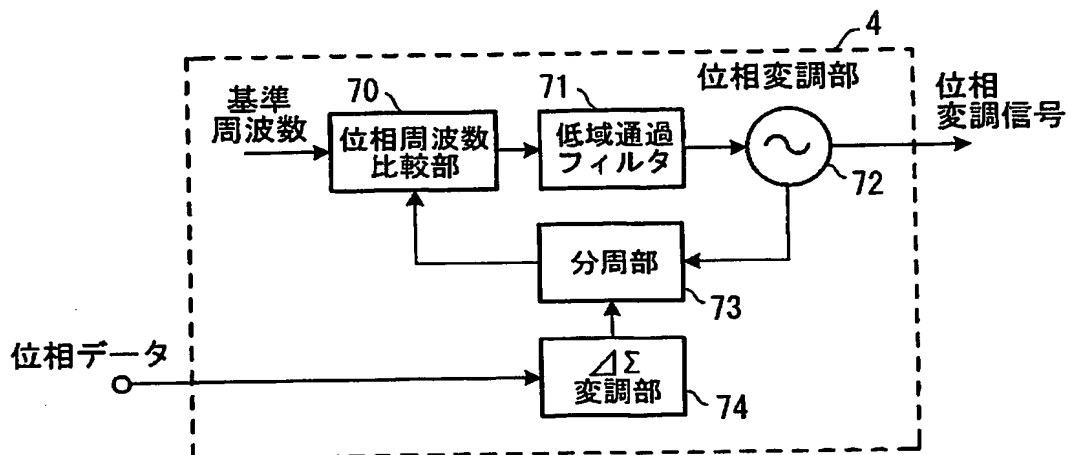 4
位相変調部
基準
周波数
70
位相周波数
比較部
71
低域通過
フィルタ
72
位相
変調信号
分周部
73
位相データ
ΔΣ
変調部
74